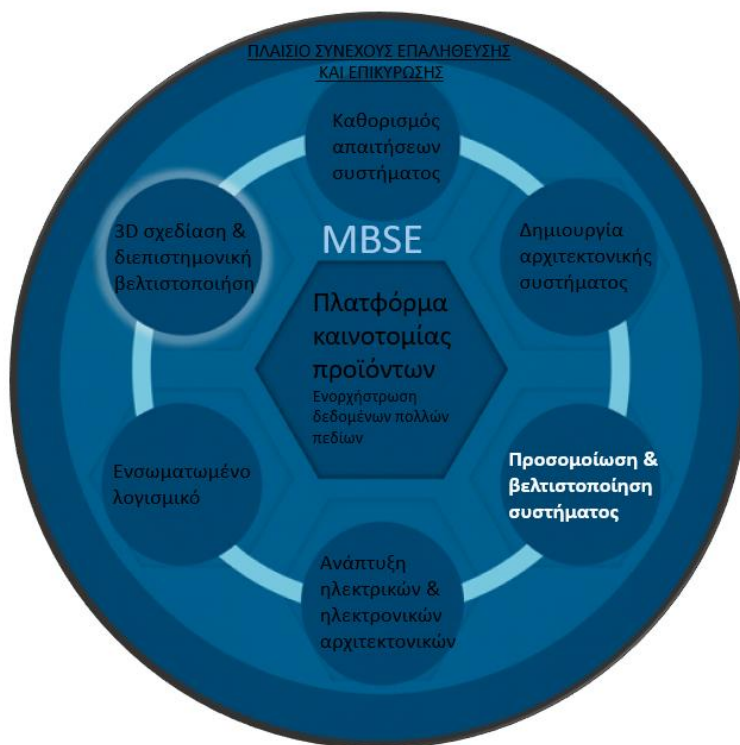 ΠΛΑΙΣΙΟ ΣΥΝΕΧΟΥΣ ΕΠΑΛΗΘΕΥΣΗΣ
ΚΑΙ ΕΠΙΚΥΡΩΣΗΣ
Καθορισμός
απαιτήσεων
συστήματος
3D σχεδίαση &
διεπιστημονική
βελτιστοποιήση
MBSE
Δημιουργία
αρχιτεκτονικής
συστήματος
Πλατφόρμα
καινοτομίας
προϊόντων
Ενορχήστρωση
δεδομένων πολλών
πεδίων
Ενσωματωμένο
λογισμικό
Προσομοίωση &
βελτιστοποίηση
συστήματος
Ανάπτυξη
ηλεκτρικών &
ηλεκτρονικών
αρχιτεκτονικών